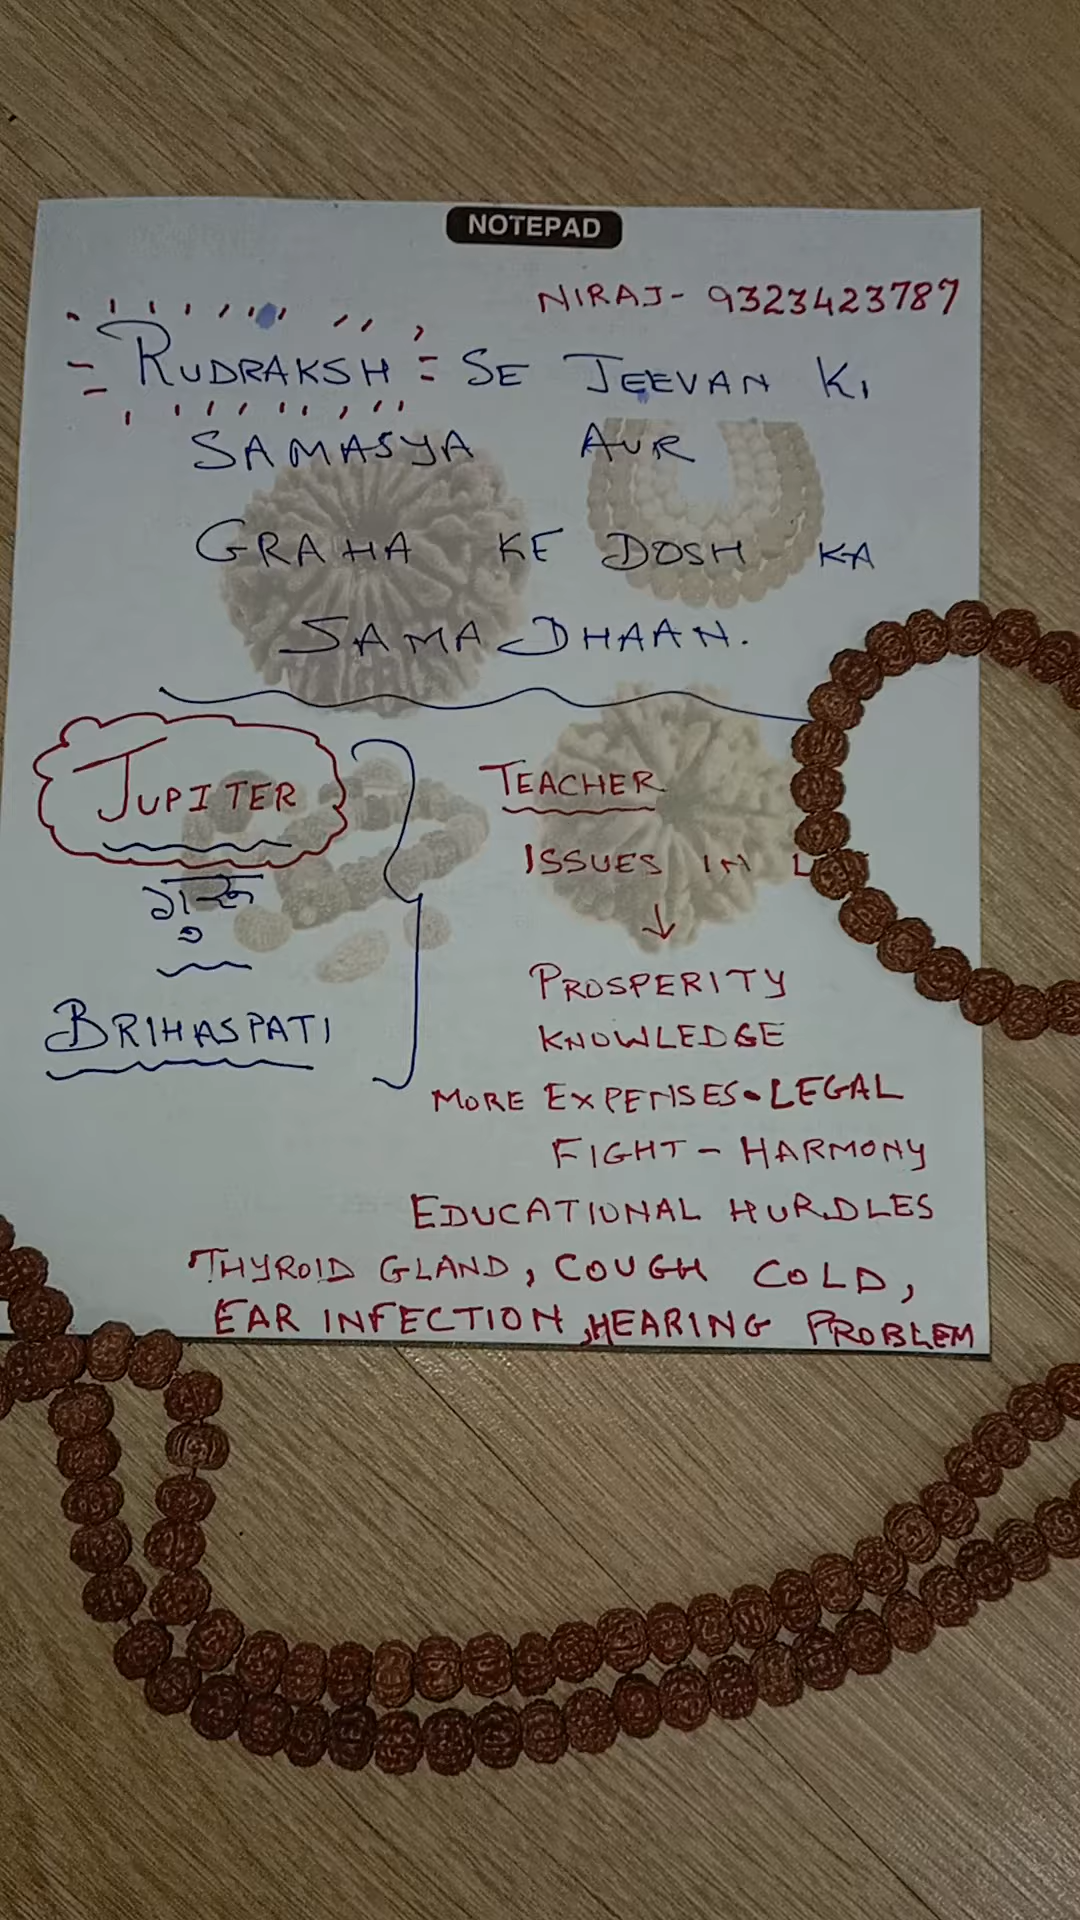 NOTEPAD
NIRAJ- 9323423787
RUDRAKSH SE JEEVAN KI
SAMASYA AUR
GRAHA KE DOSH KA
SAMADHAAN.
JUPITER
गुरू
BRIHASPATI
TEACHER
ISSUES IN
↓
PROSPERITY
KNOWLEDGE
MORE EXPENSES • LEGAL
FIGHT - HARMONY
EDUCATIONAL HURDLES
THYROID GLAND, COUGH COLD,
EAR INFECTION, HEARING PROBLEM